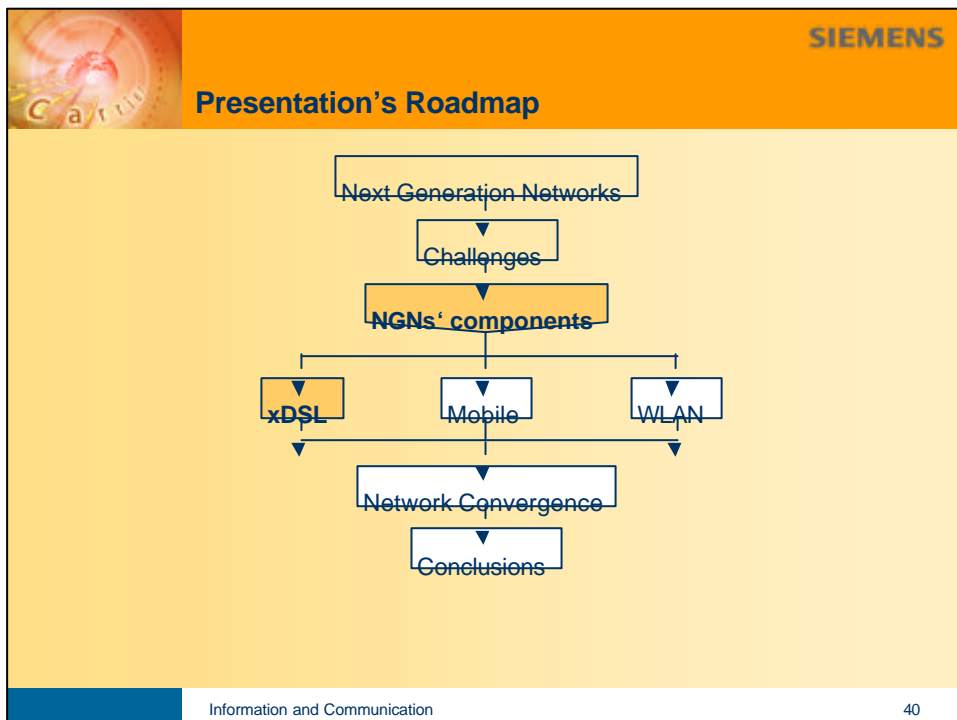 SIEMENS
Carri
Presentation's Roadmap
Next Generation Networks
Challenges
NGNs‘ components
xDSL Mobile WLAN
Network Convergence
Conclusions
Information and Communication 40